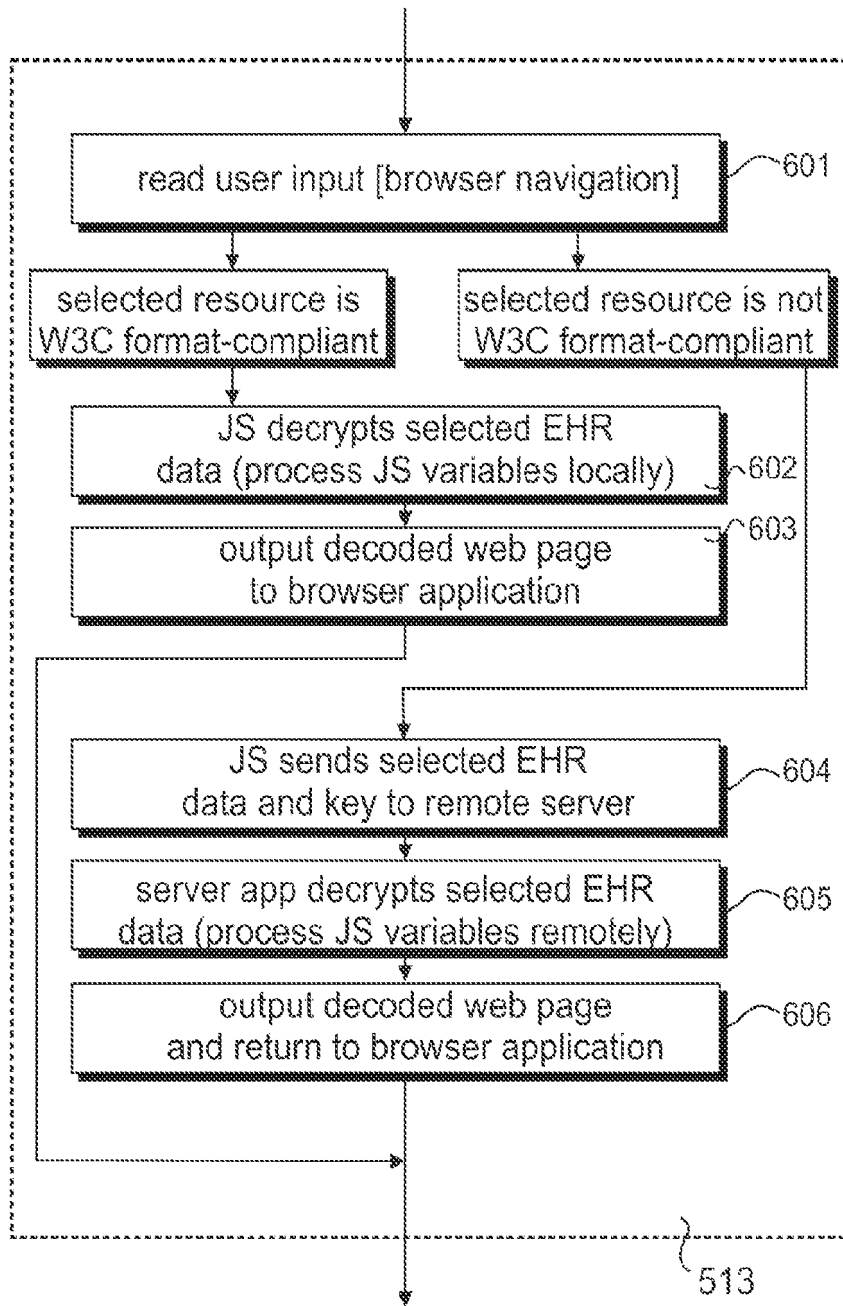 read user input [browser navigation]
601
selected resource is
W3C format-compliant
selected resource is not
W3C format-compliant
JS decrypts selected EHR
data (process JS variables locally)
602
603
output decoded web page
to browser application
JS sends selected EHR
data and key to remote server
604
server app decrypts selected EHR
data (process JS variables remotely)
605
output decoded web page
and return to browser application
606
513